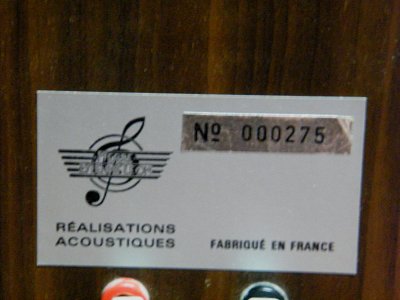 Nº 000275
RÉALISATIONS
ACOUSTIQUES
FABRIQUÉ EN FRANCE